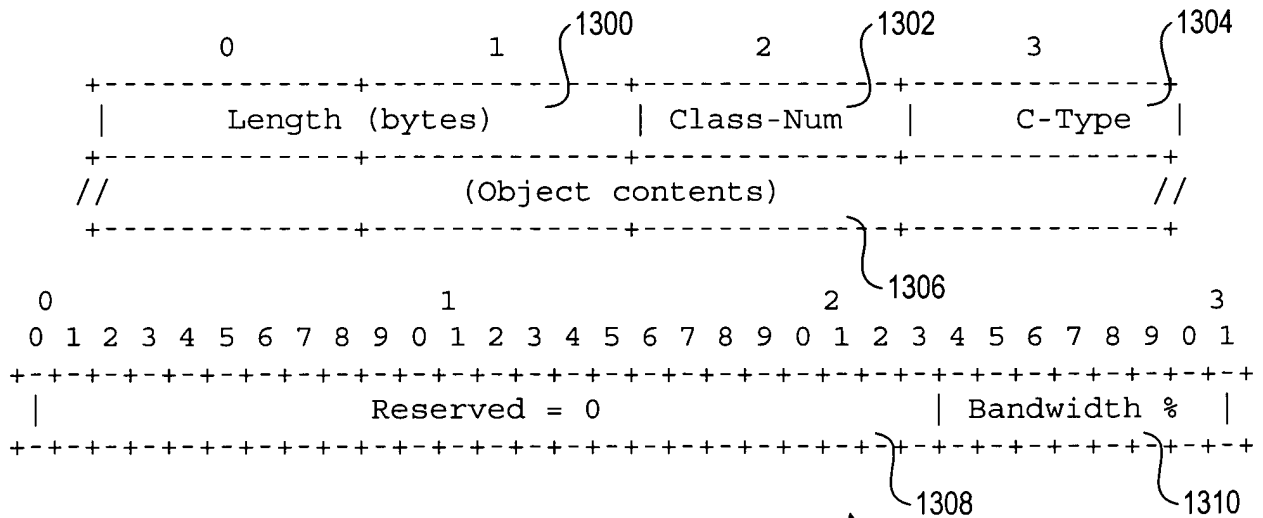 1300 1302 1304
0 1 2 3
+-------------+-------------+-------------+-------------+
| Length (bytes) | Class-Num | C-Type |
+-------------+-------------+-------------+-------------+
// (Object contents) //
+-------------+-------------+-------------+-------------+
1306
0 1 2 3
0 1 2 3 4 5 6 7 8 9 0 1 2 3 4 5 6 7 8 9 0 1 2 3 4 5 6 7 8 9 0 1
+-+-+-+-+-+-+-+-+-+-+-+-+-+-+-+-+-+-+-+-+-+-+-+-+-+-+-+-+-+-+-+-+
| Reserved = 0 | Bandwidth % |
+-+-+-+-+-+-+-+-+-+-+-+-+-+-+-+-+-+-+-+-+-+-+-+-+-+-+-+-+-+-+-+-+
1308 1310